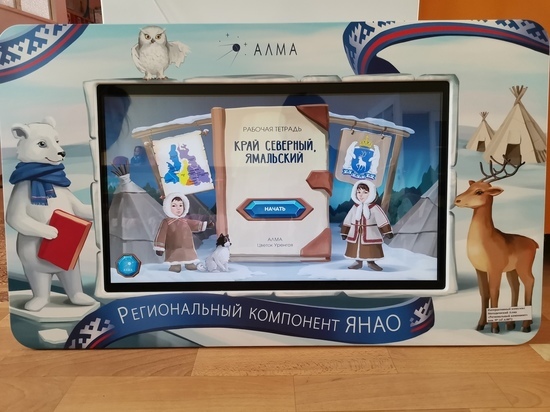 АЛМА
РАБОЧАЯ ТЕТРАДЬ
КРАЙ СЕВЕРНЫЙ,
ЯМАЛЬСКИЙ
НАЧАТЬ
АЛМА
РЕГИОНАЛЬНЫЙ КОМПОНЕНТ ЯНАО